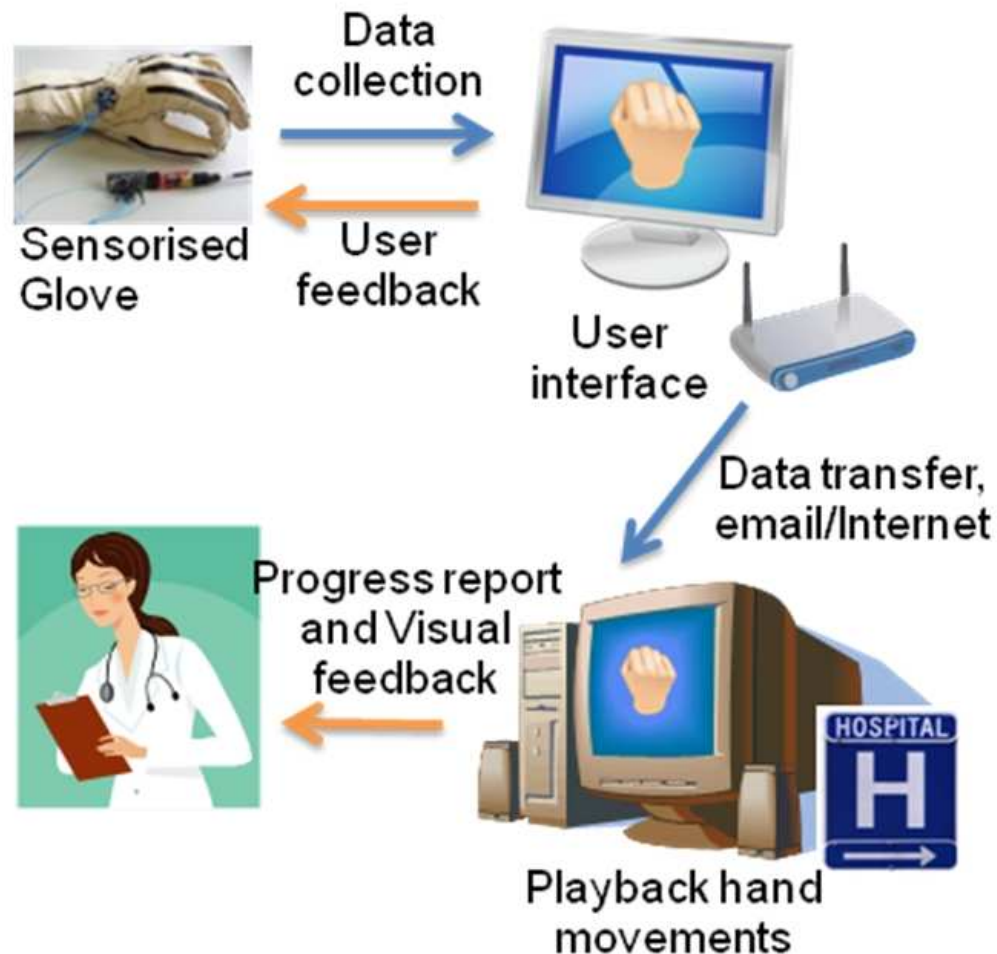 Data
collection
User
feedback
Sensorised
Glove
User
interface
Data transfer,
email/Internet
Progress report
and Visual
feedback
HOSPITAL
H
Playback hand
movements